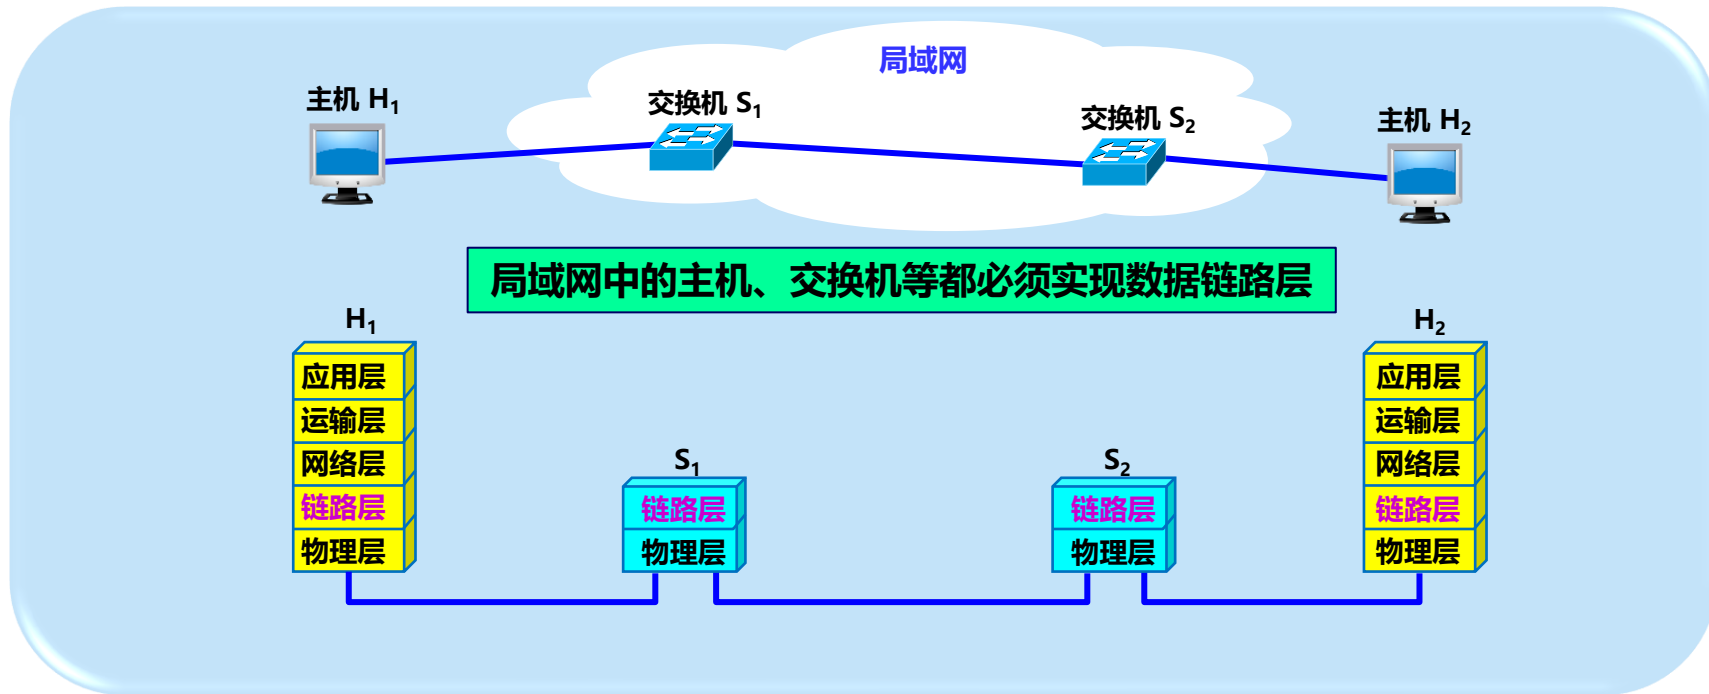 局域网
主机 H₁
交换机 S₁
交换机 S₂
主机 H₂
局域网中的主机、交换机等都必须实现数据链路层
H₁
应用层
运输层
网络层
链路层
物理层
S₁
链路层
物理层
S₂
链路层
物理层
H₂
应用层
运输层
网络层
链路层
物理层